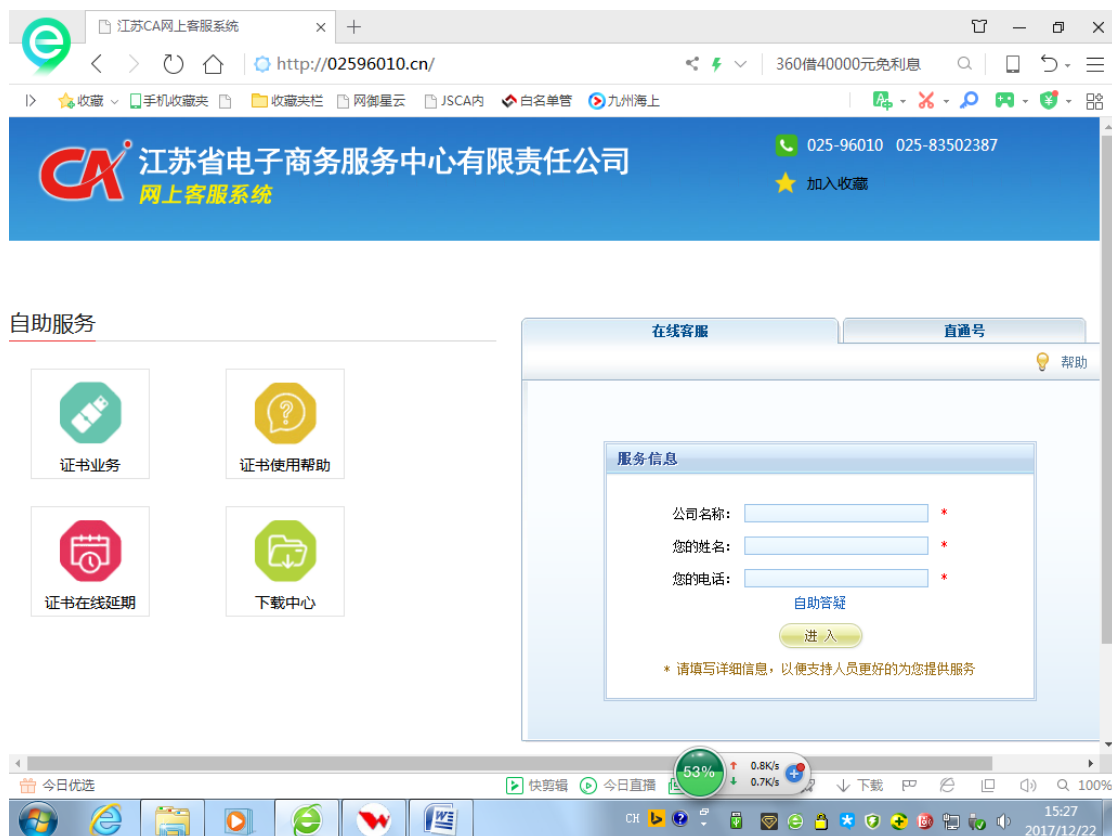 江苏CA网上客服系统
http://02596010.cn/
360借40000元免利息
收藏
手机收藏夹
收藏夹栏
网御星云
JSCA内
白名单管
九州海上
CA
江苏省电子商务服务中心有限责任公司
网上客服系统
025-96010 025-83502387
加入收藏
自助服务
证书业务
证书使用帮助
证书在线延期
下载中心
在线客服
直通号
帮助
服务信息
公司名称： *
您的姓名： *
您的电话： *
自助答疑
进 入
* 请填写详细信息，以便支持人员更好的为您提供服务
今日优选
快剪辑
今日直播
53%
0.8K/s
0.7K/s
下载
100%
CH
15:27
2017/12/22